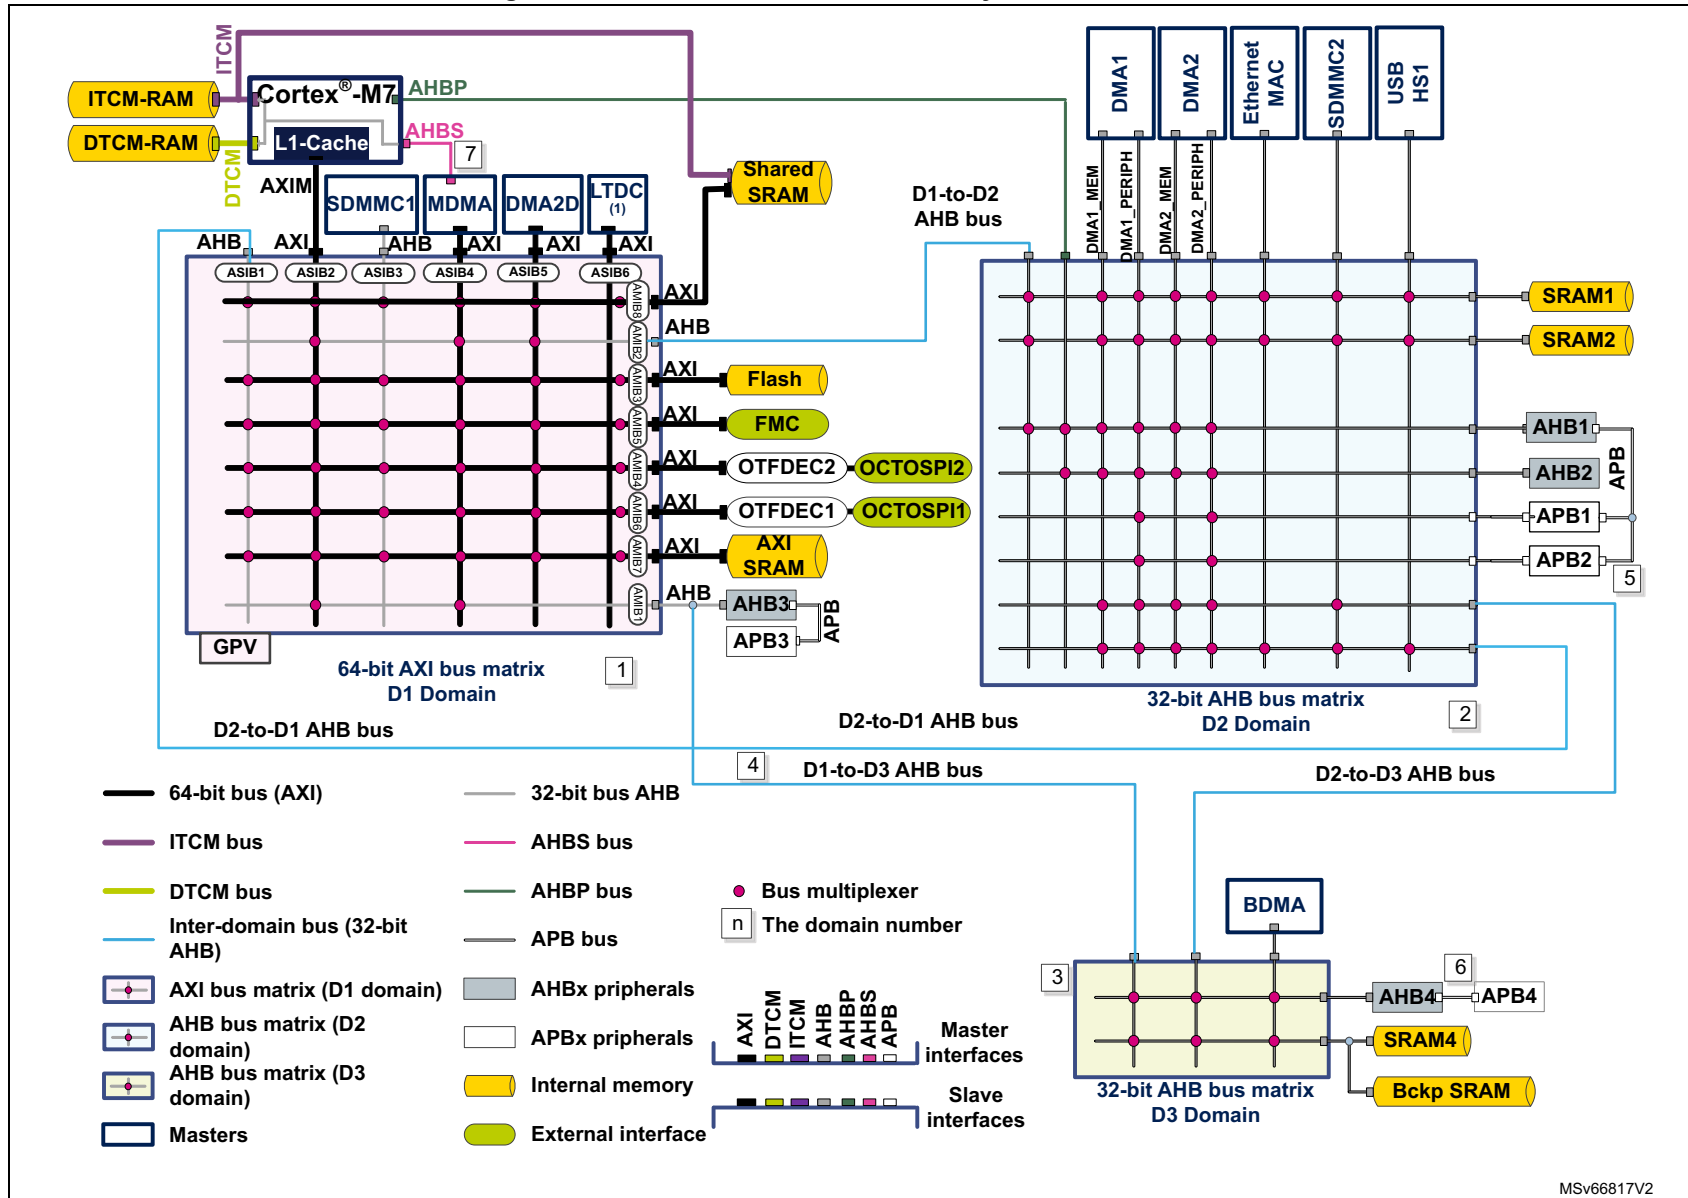 ITCM
ITCM-RAM
DTCM-RAM
DTCM
Cortex®-M7
L1-Cache
AHBP
AHBS
7
AXIM
SDMMC1
MDMA
DMA2D
LTDC
(1)
Shared
SRAM
AHB
AXI
AHB
AXI
AXI
AXI
ASIB1
ASIB2
ASIB3
ASIB4
ASIB5
ASIB6
AMIB8
AXI
AMIB2
AHB
AMIB3
AXI
Flash
AMIB5
AXI
FMC
AMIB4
AXI
OTFDEC2
OCTOSPI2
AMIB6
AXI
OTFDEC1
OCTOSPI1
AMIB7
AXI
AXI
SRAM
AMIB1
AHB
AHB3
APB3
APB
GPV
64-bit AXI bus matrix
D1 Domain
1
D1-to-D2
AHB bus
DMA1
DMA2
Ethernet
MAC
SDMMC2
USB
HS1
DMA1_MEM
DMA1_PERIPH
DMA2_MEM
DMA2_PERIPH
SRAM1
SRAM2
AHB1
AHB2
APB1
APB2
APB
5
32-bit AHB bus matrix
D2 Domain
2
D2-to-D1 AHB bus
D2-to-D1 AHB bus
4
D1-to-D3 AHB bus
D2-to-D3 AHB bus
64-bit bus (AXI)
ITCM bus
DTCM bus
Inter-domain bus (32-bit
AHB)
AXI bus matrix (D1 domain)
AHB bus matrix (D2
domain)
AHB bus matrix (D3
domain)
Masters
32-bit bus AHB
AHBS bus
AHBP bus
APB bus
AHBx pripherals
APBx pripherals
Internal memory
External interface
Bus multiplexer
n
The domain number
AXI
DTCM
ITCM
AHB
AHBP
AHBS
APB
Master
interfaces
Slave
interfaces
BDMA
3
6
AHB4
APB4
SRAM4
Bckp SRAM
32-bit AHB bus matrix
D3 Domain
MSv66817V2